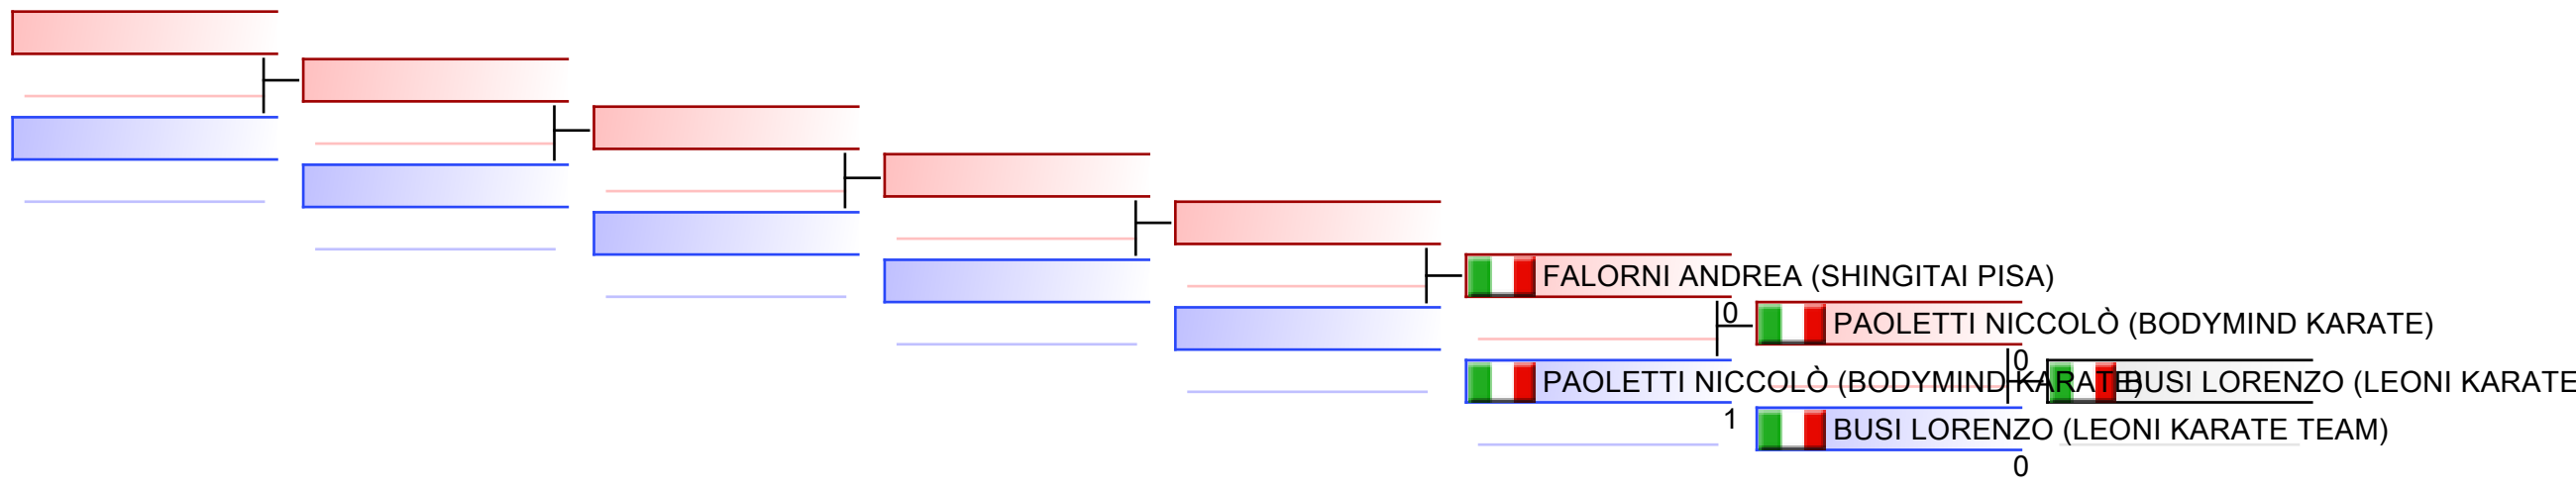 FALORNI ANDREA (SHINGITAI PISA)
0
PAOLETTI NICCOLÒ (BODYMIND KARATE)
0
PAOLETTI NICCOLÒ (BODYMIND KARATE)
BUSI LORENZO (LEONI KARATE
1
BUSI LORENZO (LEONI KARATE TEAM)
0